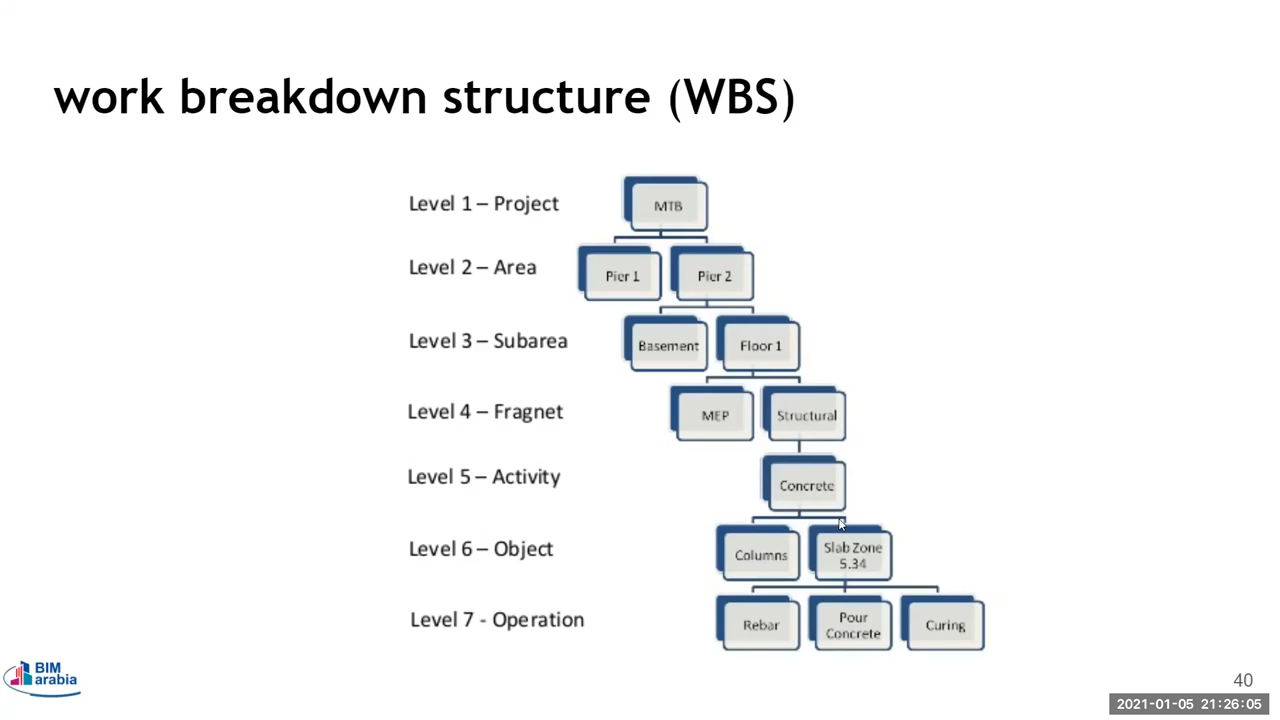 work breakdown structure (WBS)
Level 1 – Project
MTB
Level 2 – Area
Pier 1
Pier 2
Level 3 – Subarea
Basement
Floor 1
Level 4 – Fragnet
MEP
Structural
Level 5 – Activity
Concrete
Level 6 – Object
Columns
Slab Zone
5.34
Level 7 - Operation
Rebar
Pour
Concrete
Curing
BIM
arabia
40
2021-01-05 21:26:05